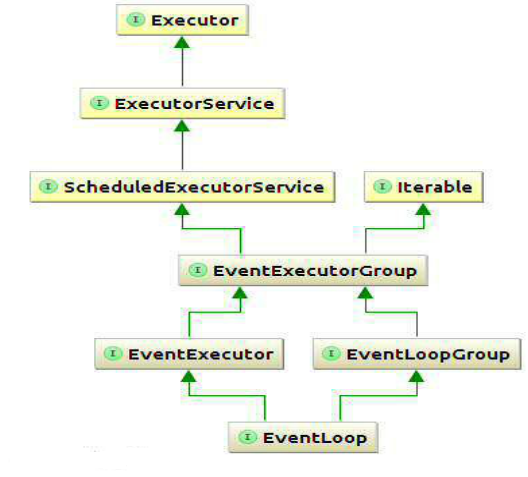 I Executor
I ExecutorService
I ScheduledExecutorService
I Iterable
I EventExecutorGroup
I EventExecutor
I EventLoopGroup
I EventLoop